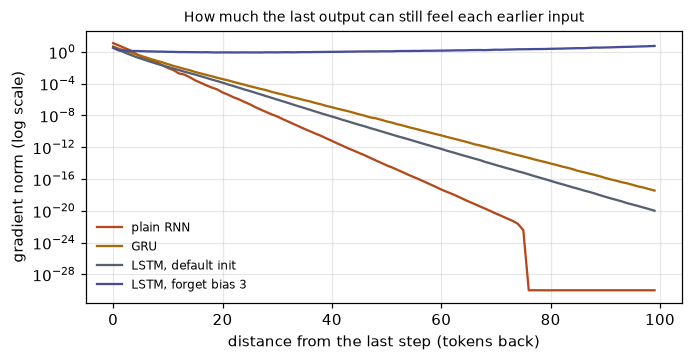 How much the last output can still feel each earlier input
gradient norm (log scale)
10⁰
10⁻⁴
10⁻⁸
10⁻¹²
10⁻¹⁶
10⁻²⁰
10⁻²⁴
10⁻²⁸
plain RNN
GRU
LSTM, default init
LSTM, forget bias 3
0 20 40 60 80 100
distance from the last step (tokens back)